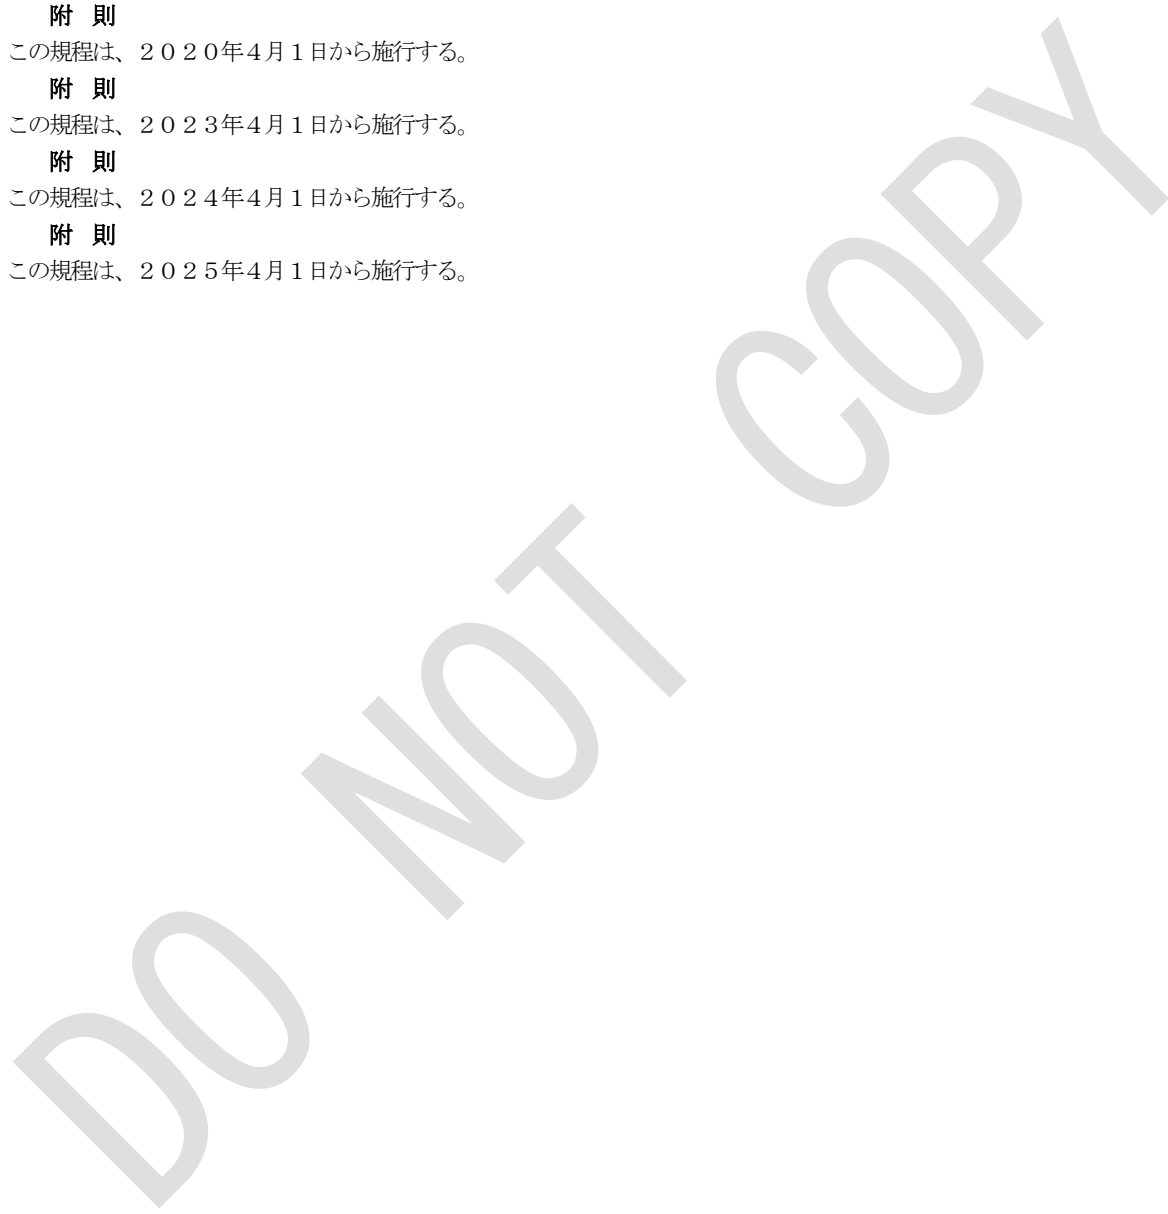 附　則
この規程は、２０２０年４月１日から施行する。
附　則
この規程は、２０２３年４月１日から施行する。
附　則
この規程は、２０２４年４月１日から施行する。
附　則
この規程は、２０２５年４月１日から施行する。
DO NOT COPY